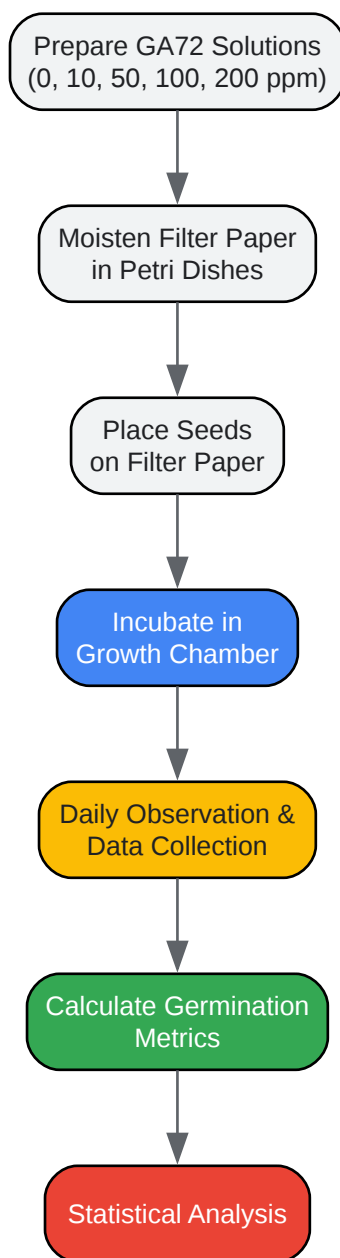 Prepare GA72 Solutions
(0, 10, 50, 100, 200 ppm)
Moisten Filter Paper
in Petri Dishes
Place Seeds
on Filter Paper
Incubate in
Growth Chamber
Daily Observation &
Data Collection
Calculate Germination
Metrics
Statistical Analysis